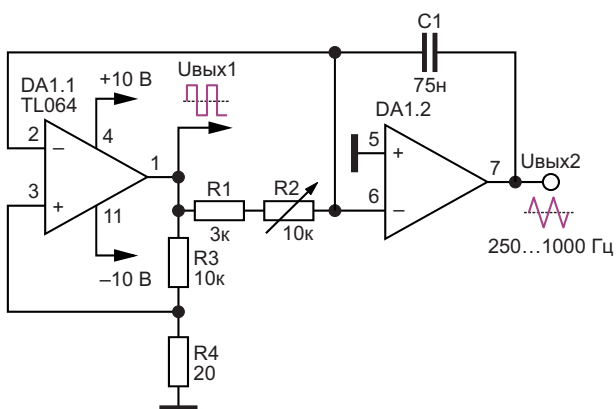 C1
75н
Uвых1
+10 В
DA1.1
TL064
DA1.2
2
–
4
1
3
+
11
–10 В
R1
3к
R2
10к
R3
10к
R4
20
5
+
6
–
7
Uвых2
250...1000 Гц